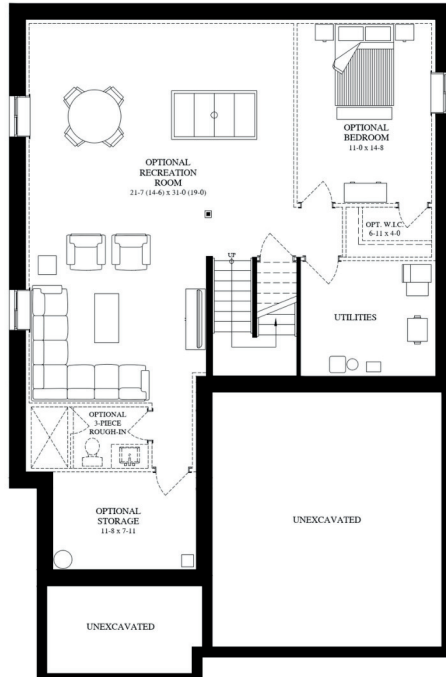 OPTIONAL
BEDROOM
11-0 x 14-8
OPTIONAL
RECREATION
ROOM
21-7 (14-6) x 31-0 (19-0)
OPT. W.I.C.
6-11 x 4-0
UP
UTILITIES
OPTIONAL
3-PIECE
ROUGH-IN
OPTIONAL
STORAGE
11-8 x 7-11
UNEXCAVATED
UNEXCAVATED